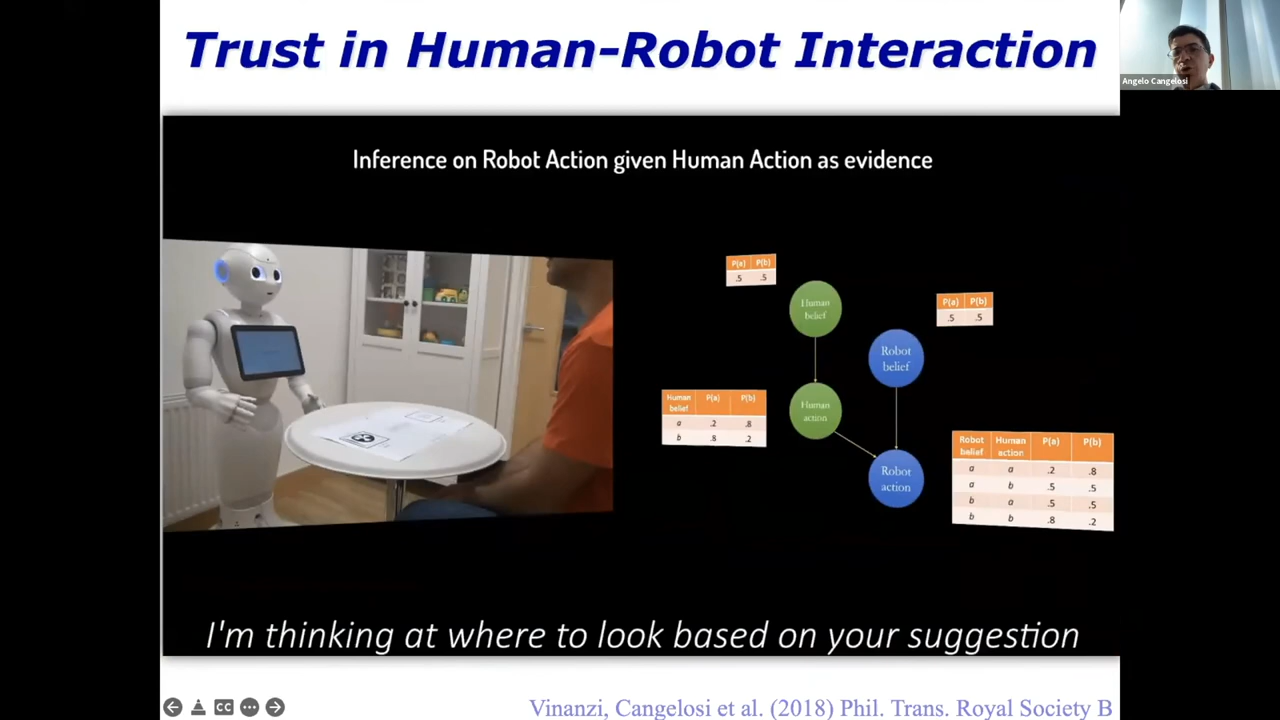 Trust in Human-Robot Interaction
Angelo Cangelosi
Inference on Robot Action given Human Action as evidence
P(a) P(b)
.5 .5
Human
belief
P(a) P(b)
.5 .5
Robot
belief
Human
belief P(a) P(b)
a .2 .8
b .8 .2
Human
action
Robot
action
Robot
belief Human
action P(a) P(b)
a a .2 .8
a b .5 .5
b a .5 .5
b b .8 .2
I'm thinking at where to look based on your suggestion
CC
Vinanzi, Cangelosi et al. (2018) Phil. Trans. Royal Society B